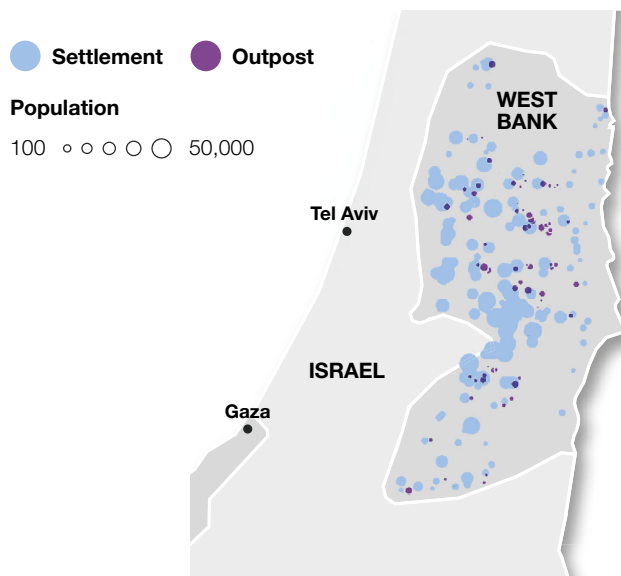 Settlement
Outpost
Population
100
50,000
WEST
BANK
Tel Aviv
ISRAEL
Gaza